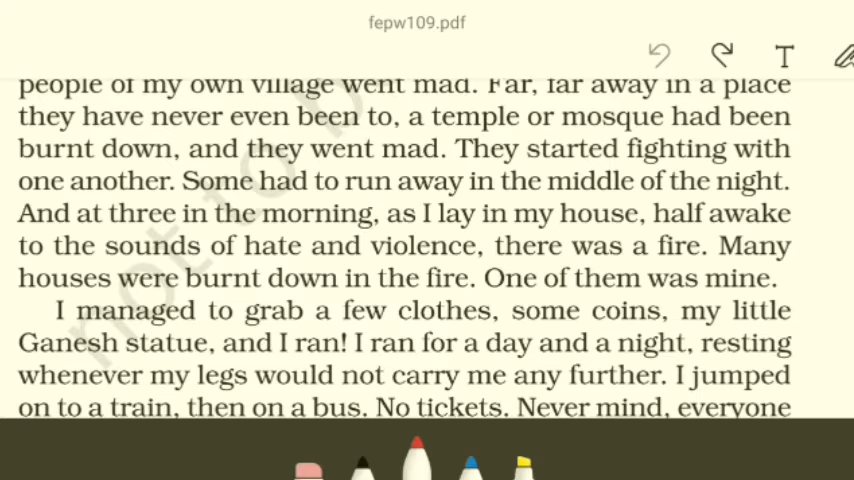 fepw109.pdf
T
people of my own village went mad. Far, far away in a place
they have never even been to, a temple or mosque had been
burnt down, and they went mad. They started fighting with
one another. Some had to run away in the middle of the night.
And at three in the morning, as I lay in my house, half awake
to the sounds of hate and violence, there was a fire. Many
houses were burnt down in the fire. One of them was mine.
I managed to grab a few clothes, some coins, my little
Ganesh statue, and I ran! I ran for a day and a night, resting
whenever my legs would not carry me any further. I jumped
on to a train, then on a bus. No tickets. Never mind, everyone
not to b